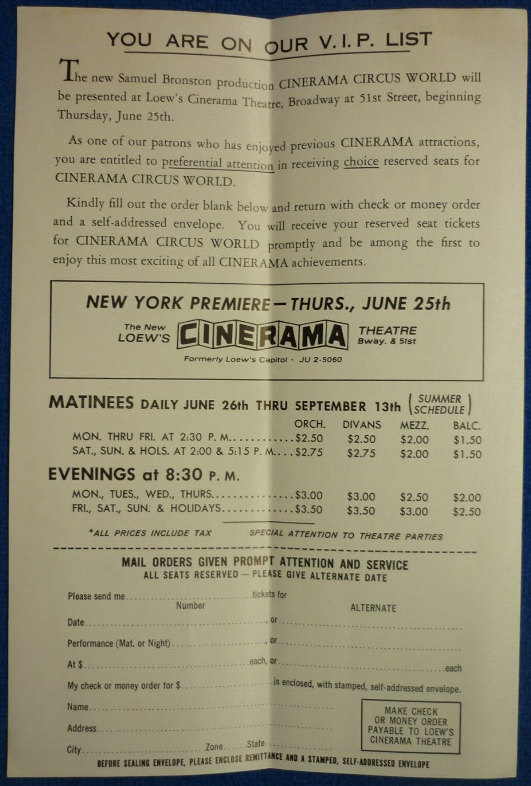 YOU ARE ON OUR V.I.P. LIST
The new Samuel Bronston production CINERAMA CIRCUS WORLD will
be presented at Loew's Cinerama Theatre, Broadway at 51st Street, beginning
Thursday, June 25th.
As one of our patrons who has enjoyed previous CINERAMA attractions,
you are entitled to preferential attention in receiving choice reserved seats for
CINERAMA CIRCUS WORLD.
Kindly fill out the order blank below and return with check or money order
and a self-addressed envelope. You will receive your reserved seat tickets
for CINERAMA CIRCUS WORLD promptly and be among the first to
enjoy this most exciting of all CINERAMA achievements.
NEW YORK PREMIERE — THURS., JUNE 25th
The New LOEW'S CINERAMA THEATRE Bway. & 51st
Formerly Loew's Capitol - JU 2-5060
MATINEES DAILY JUNE 26th THRU SEPTEMBER 13th (SUMMER SCHEDULE)
ORCH. DIVANS MEZZ. BALC.
MON. THRU FRI. AT 2:30 P. M............$2.50 $2.50 $2.00 $1.50
SAT., SUN. & HOLS. AT 2:00 & 5:15 P. M....$2.75 $2.75 $2.00 $1.50
EVENINGS at 8:30 P. M.
MON., TUES., WED., THURS...............$3.00 $3.00 $2.50 $2.00
FRI., SAT., SUN. & HOLIDAYS............$3.50 $3.50 $3.00 $2.50
*ALL PRICES INCLUDE TAX SPECIAL ATTENTION TO THEATRE PARTIES
MAIL ORDERS GIVEN PROMPT ATTENTION AND SERVICE
ALL SEATS RESERVED — PLEASE GIVE ALTERNATE DATE
Please send me..............................tickets for
Number ALTERNATE
Date............................................, or............................................
Performance (Mat. or Night)......................, or............................................
At $............................................each, or............................................each
My check or money order for $......................is enclosed, with stamped, self-addressed envelope.
Name............................................
Address............................................
City..............................Zone......State..............
MAKE CHECK
OR MONEY ORDER
PAYABLE TO LOEW'S
CINERAMA THEATRE
BEFORE SEALING ENVELOPE, PLEASE ENCLOSE REMITTANCE AND A STAMPED, SELF-ADDRESSED ENVELOPE